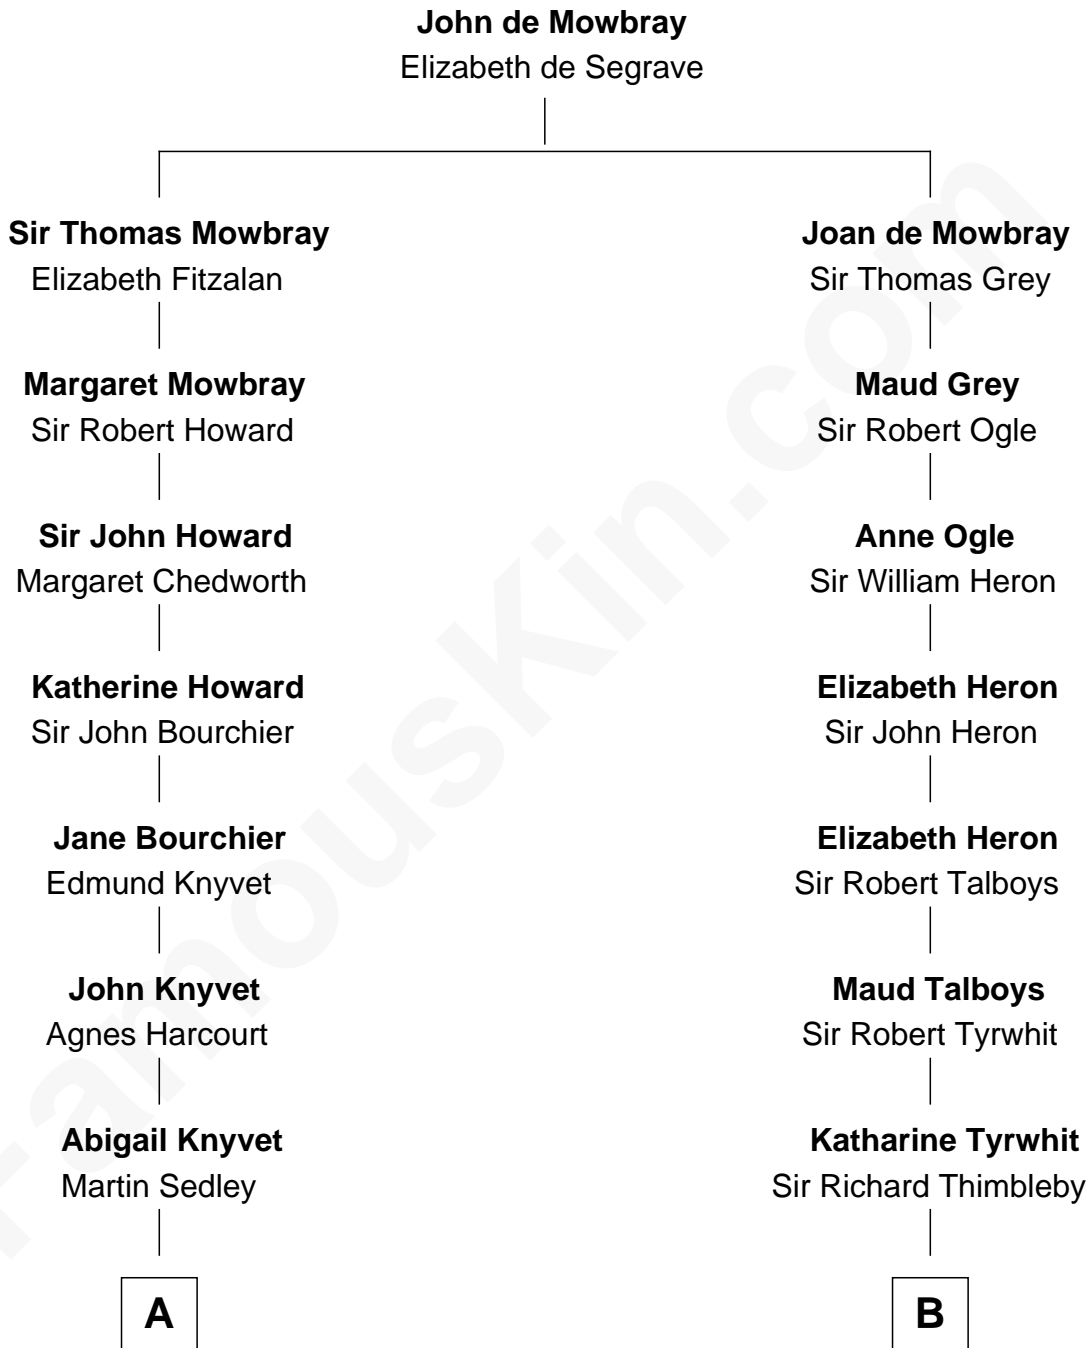 John de Mowbray
Elizabeth de Segrave
Sir Thomas Mowbray
Elizabeth Fitzalan
Joan de Mowbray
Sir Thomas Grey
Margaret Mowbray
Sir Robert Howard
Maud Grey
Sir Robert Ogle
Sir John Howard
Margaret Chedworth
Anne Ogle
Sir William Heron
Katherine Howard
Sir John Bourchier
Elizabeth Heron
Sir John Heron
Jane Bourchier
Edmund Knyvet
Elizabeth Heron
Sir Robert Talboys
John Knyvet
Agnes Harcourt
Maud Talboys
Sir Robert Tyrwhit
Abigail Knyvet
Martin Sedley
Katharine Tyrwhit
Sir Richard Thimbleby
A
B
FamousKin.com